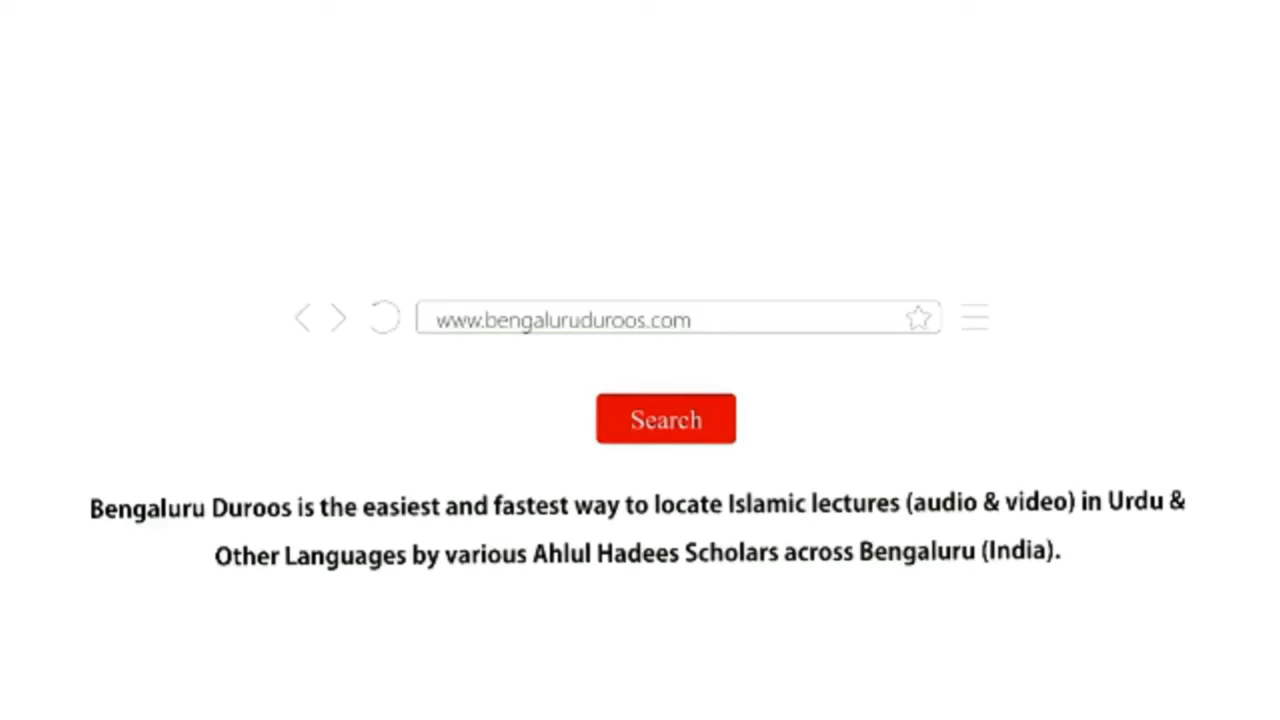 www.bengaluruduroos.com
Search
Bengaluru Duroos is the easiest and fastest way to locate Islamic lectures (audio & video) in Urdu &
Other Languages by various Ahlul Hadees Scholars across Bengaluru (India).